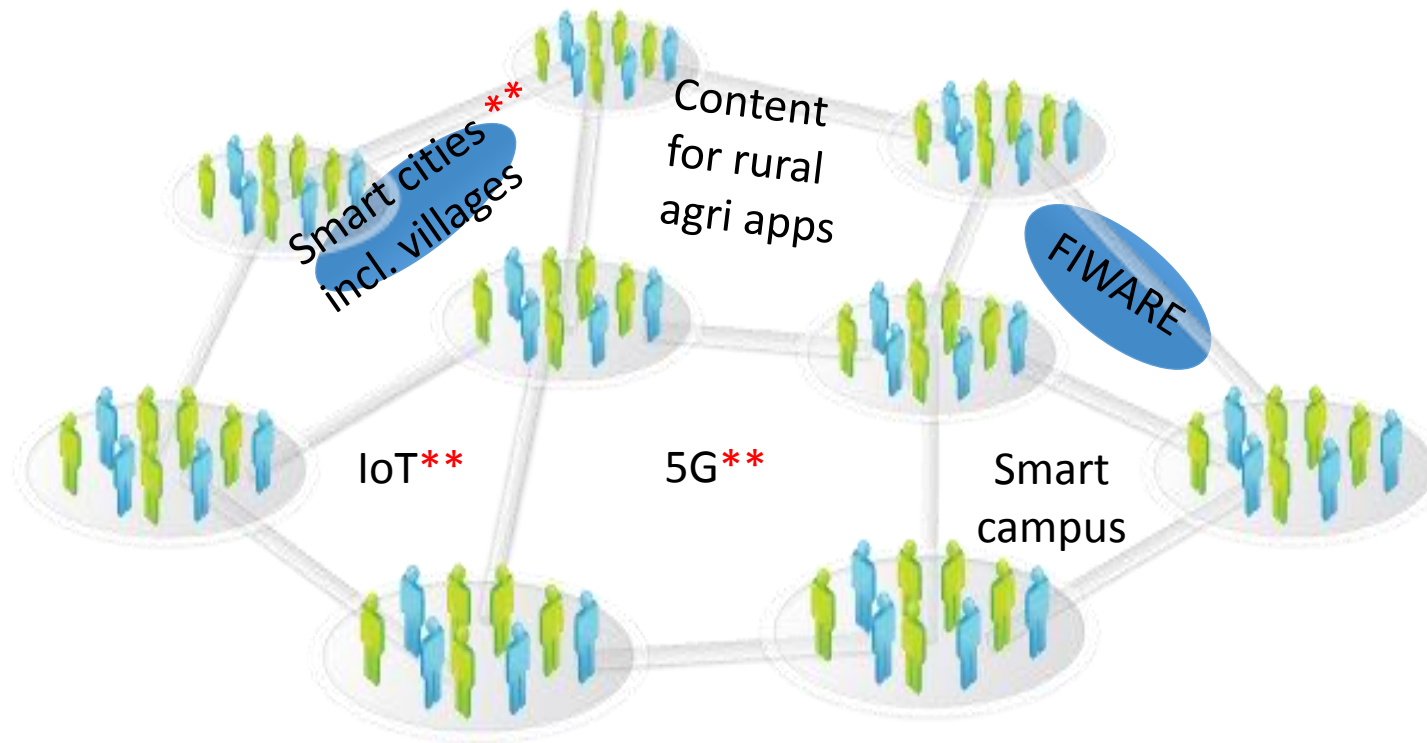 Smart cities **
incl. villages
Content
for rural
agri apps
FIWARE
IoT**
5G**
Smart
campus